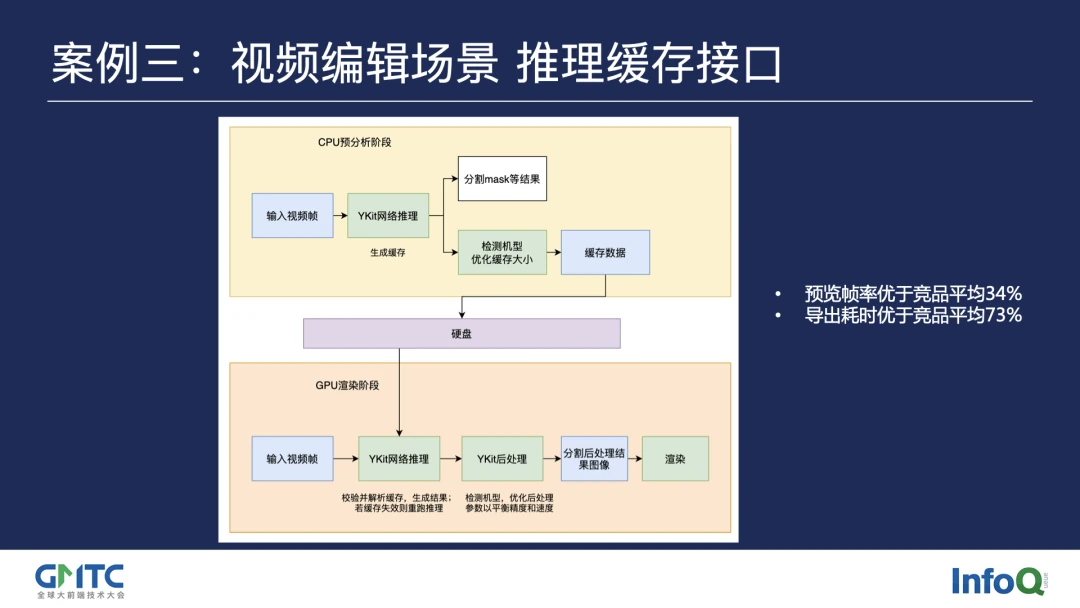 案例三：视频编辑场景 推理缓存接口
CPU预分析阶段
分割mask等结果
输入视频帧
YKit网络推理
生成缓存
检测机型
优化缓存大小
缓存数据
硬盘
GPU渲染阶段
输入视频帧
YKit网络推理
YKit后处理
分割后处理结
果图像
渲染
校验并解析缓存，生成结果；
若缓存失效则重跑推理
检测机型，优化后处理
参数以平衡精度和速度
• 预览帧率优于竞品平均34%
• 导出耗时优于竞品平均73%
GMTC
全球大前端技术大会
InfoQ